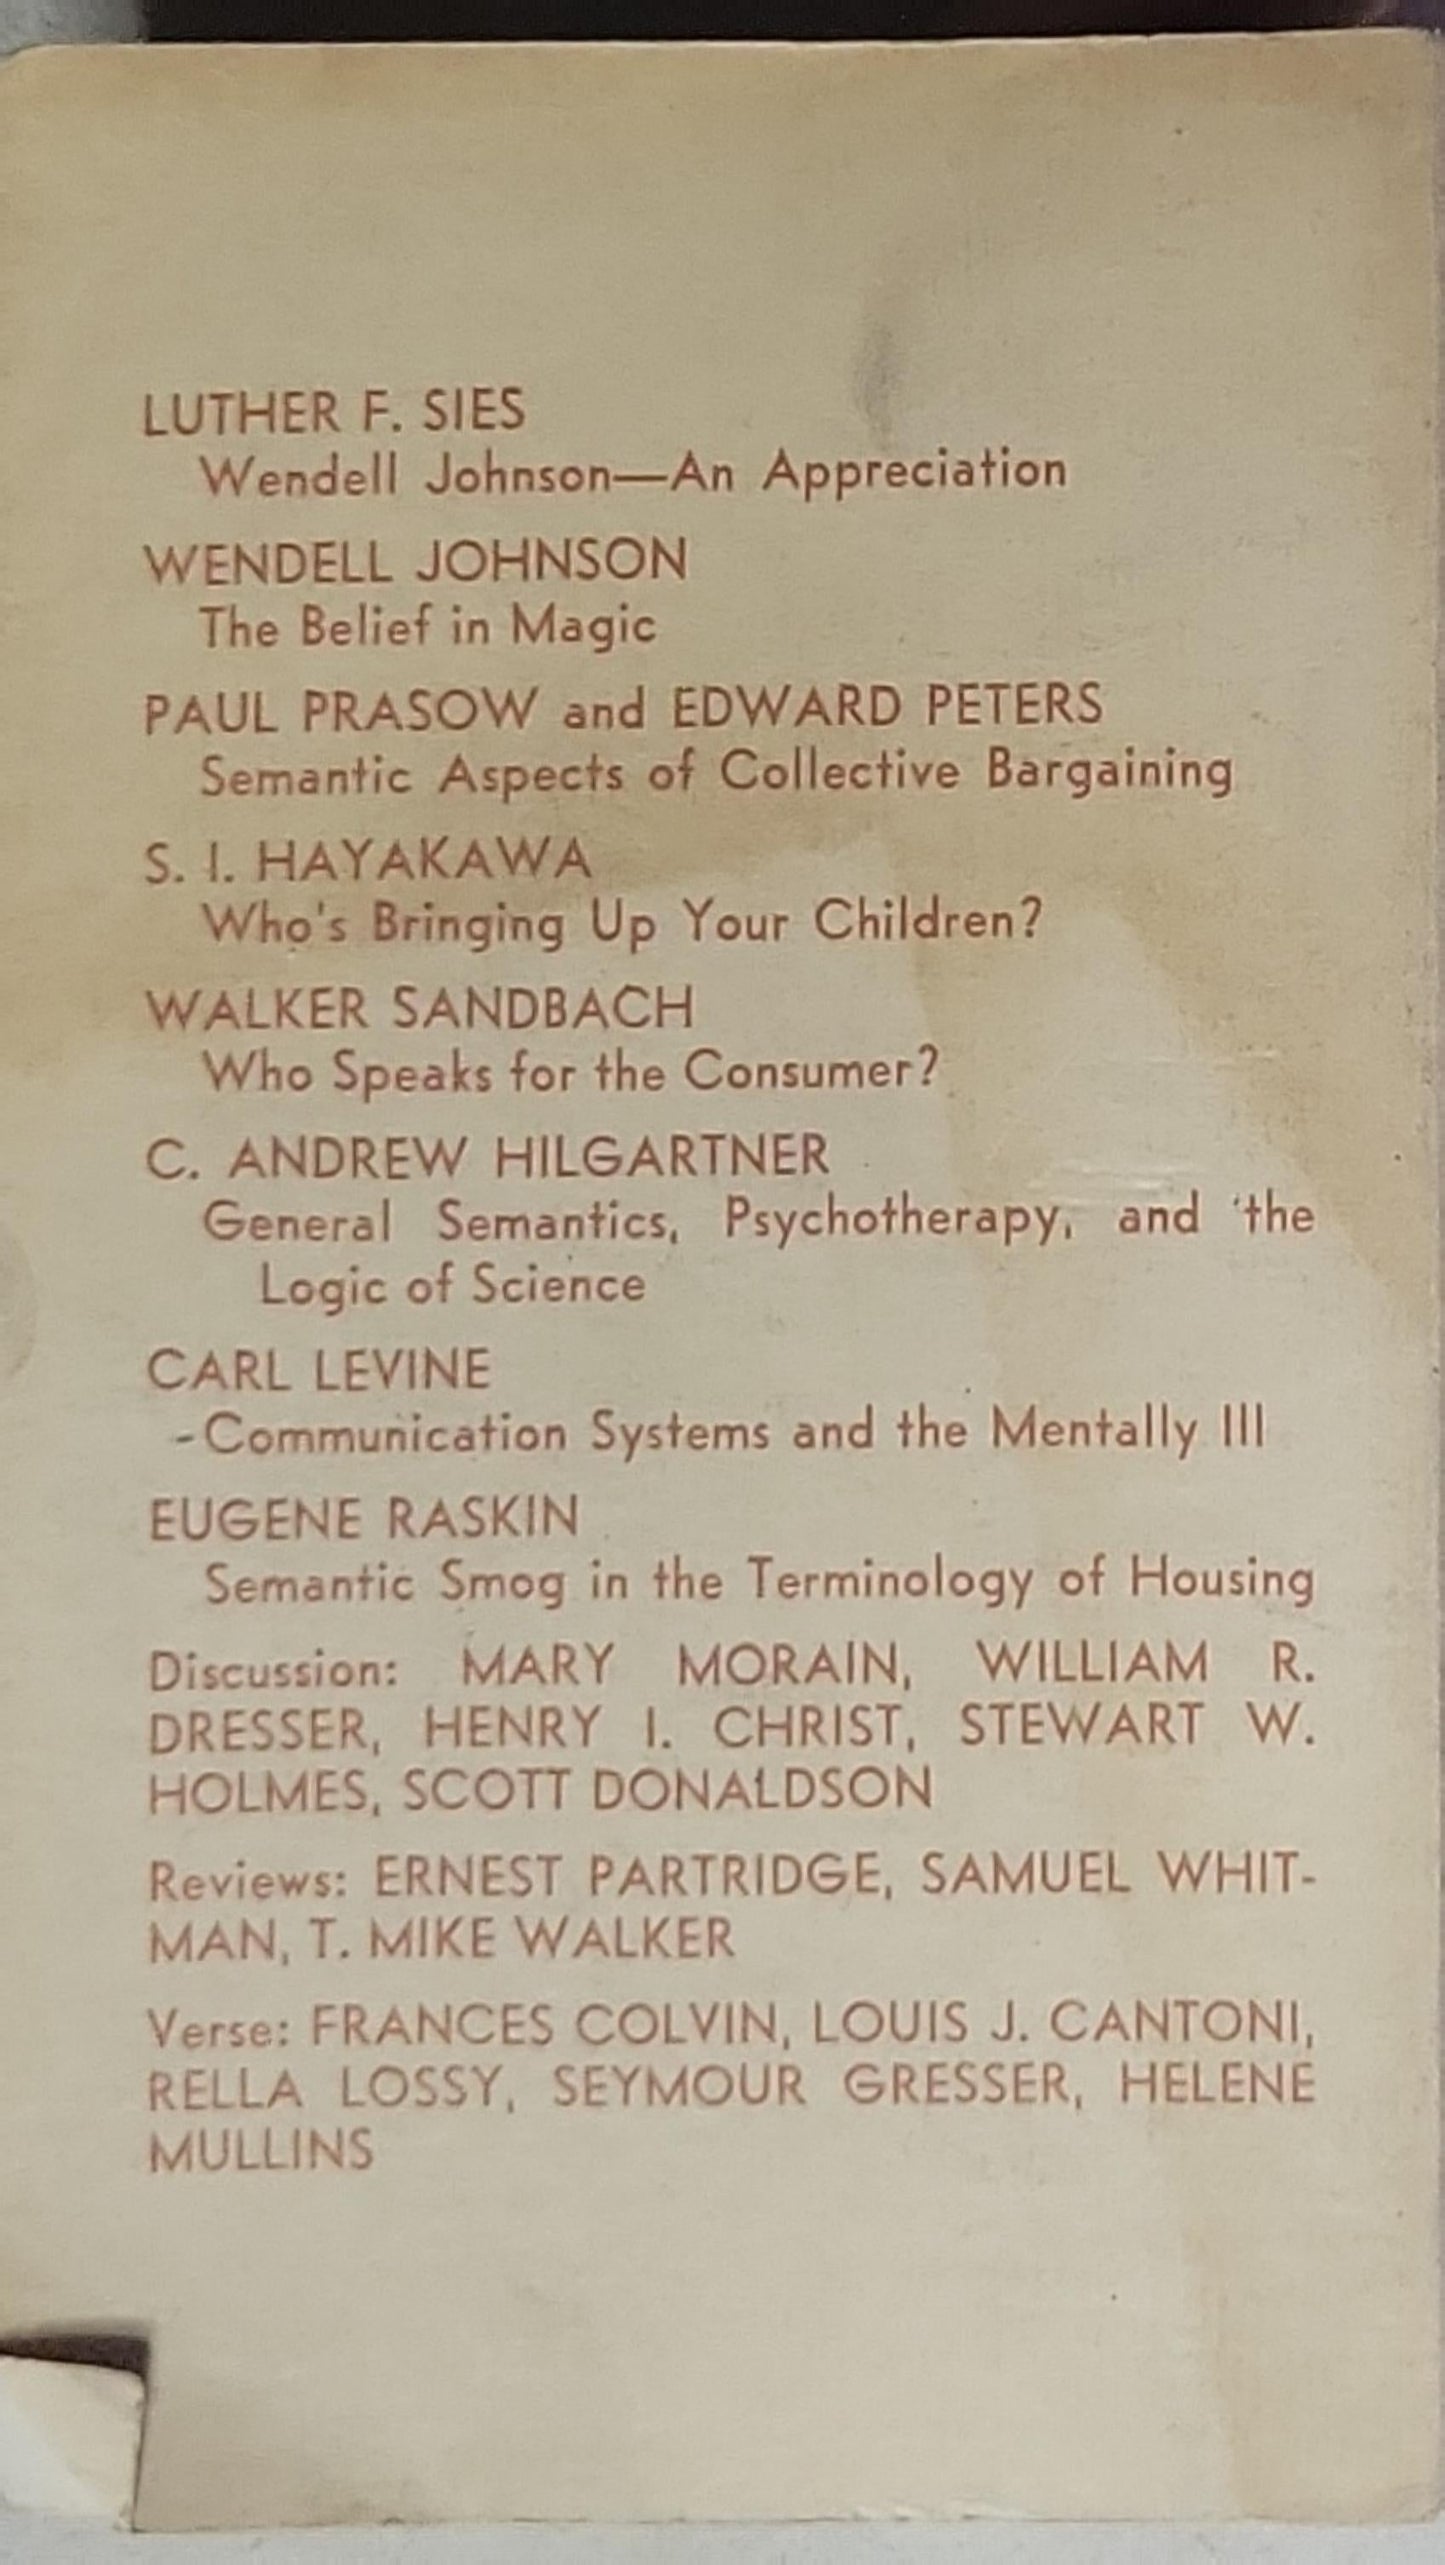 LUTHER F. SIES
Wendell Johnson—An Appreciation
WENDELL JOHNSON
The Belief in Magic
PAUL PRASOW and EDWARD PETERS
Semantic Aspects of Collective Bargaining
S. I. HAYAKAWA
Who's Bringing Up Your Children?
WALKER SANDBACH
Who Speaks for the Consumer?
C. ANDREW HILGARTNER
General Semantics, Psychotherapy, and the
Logic of Science
CARL LEVINE
-Communication Systems and the Mentally Ill
EUGENE RASKIN
Semantic Smog in the Terminology of Housing
Discussion: MARY MORAIN, WILLIAM R.
DRESSER, HENRY I. CHRIST, STEWART W.
HOLMES, SCOTT DONALDSON
Reviews: ERNEST PARTRIDGE, SAMUEL WHIT-
MAN, T. MIKE WALKER
Verse: FRANCES COLVIN, LOUIS J. CANTONI,
RELLA LOSSY, SEYMOUR GRESSER, HELENE
MULLINS